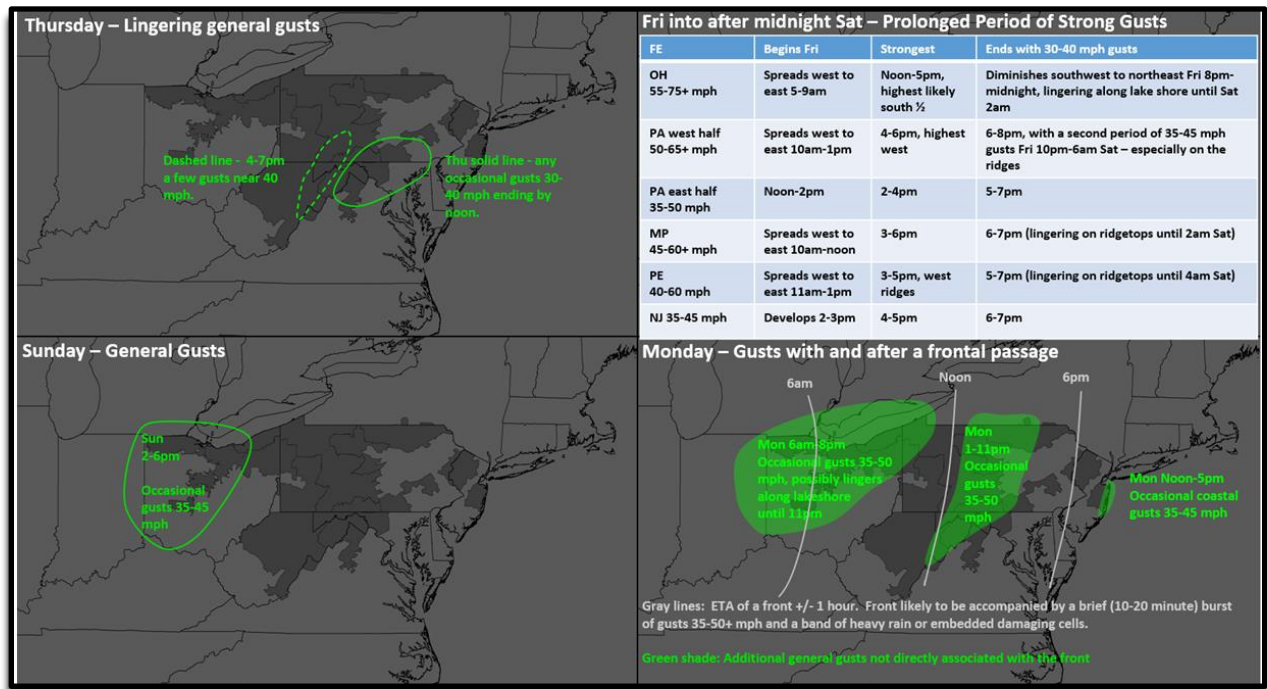 Thursday – Lingering general gusts
Dashed line -  4-7pm
a few gusts near 40
mph.
Thu solid line - any
occasional gusts 30-
40 mph ending by
noon.
Fri into after midnight Sat – Prolonged Period of Strong Gusts
FE Begins Fri Strongest Ends with 30-40 mph gusts
OH
55-75+ mph
Spreads west to
east 5-9am
Noon-5pm,
highest likely
south ½
Diminishes southwest to northeast Fri 8pm-
midnight, lingering along lake shore until Sat
2am
PA west half
50-65+ mph
Spreads west to
east 10am-1pm
4-6pm, highest
west
6-8pm, with a second period of 35-45 mph
gusts Fri 10pm-6am Sat – especially on the
ridges
PA east half
35-50 mph
Noon-2pm
2-4pm
5-7pm
MP
45-60+ mph
Spreads west to
east 10am-noon
3-6pm
6-7pm (lingering on ridgetops until 2am Sat)
PE
40-60 mph
Spreads west to
east 11am-1pm
3-5pm, west
ridges
5-7pm (lingering on ridgetops until 4am Sat)
NJ 35-45 mph
Develops 2-3pm
4-5pm
6-7pm
Sunday – General Gusts
Sun
2-6pm
Occasional
gusts 35-45
mph
Monday – Gusts with and after a frontal passage
6am
Noon
6pm
Mon 6am-8pm
Occasional gusts 35-50
mph, possibly lingers
along lakeshore
until 11pm
Mon
1-11pm
Occasional
gusts
35-50
mph
Mon Noon-5pm
Occasional coastal
gusts 35-45 mph
Gray lines:  ETA of a front +/- 1 hour.  Front likely to be accompanied by a brief (10-20 minute) burst
of gusts 35-50+ mph and a band of heavy rain or embedded damaging cells.
Green shade: Additional general gusts not directly associated with the front